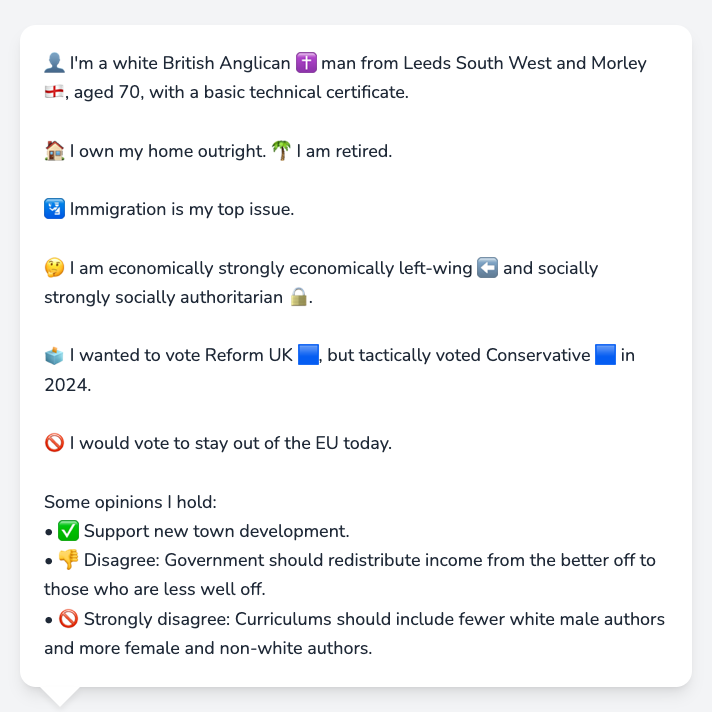 👤 I'm a white British Anglican ✝️ man from Leeds South West and Morley
🏴󠁧󠁢󠁥󠁮󠁧󠁿, aged 70, with a basic technical certificate.
🏠 I own my home outright. 🌴 I am retired.
🛂 Immigration is my top issue.
🤔 I am economically strongly economically left-wing ⬅️ and socially
strongly socially authoritarian 🔒.
🗳️ I wanted to vote Reform UK 🟦, but tactically voted Conservative 🟦 in
2024.
🚫 I would vote to stay out of the EU today.
Some opinions I hold:
• ✅ Support new town development.
• 👎 Disagree: Government should redistribute income from the better off to
those who are less well off.
• 🚫 Strongly disagree: Curriculums should include fewer white male authors
and more female and non-white authors.